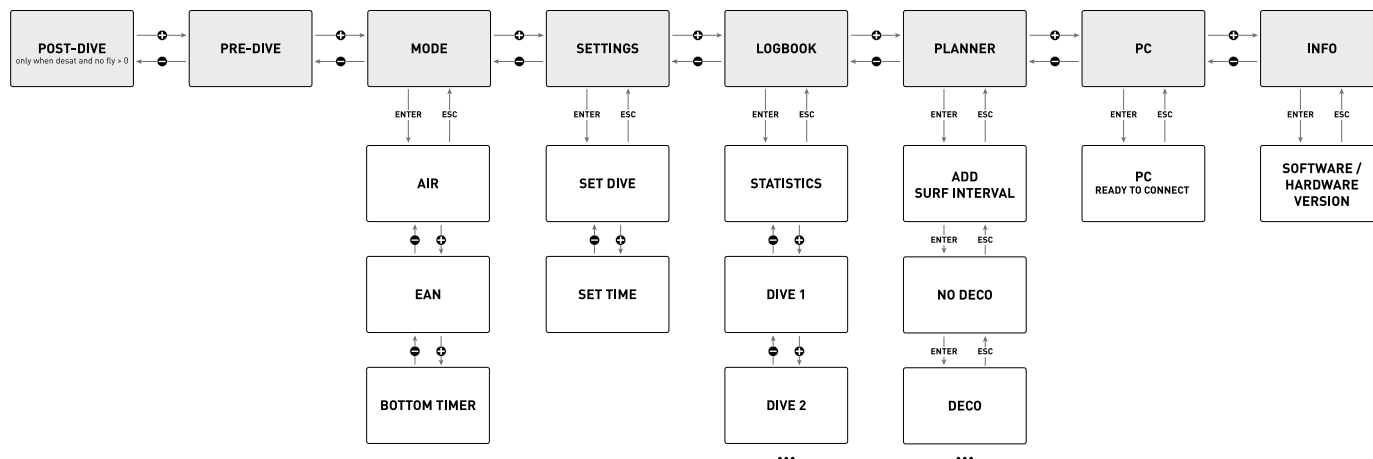 POST-DIVE
only when desat and no fly > 0
+
−
PRE-DIVE
+
−
MODE
+
−
SETTINGS
+
−
LOGBOOK
+
−
PLANNER
+
−
PC
+
−
INFO
ENTER ESC
ENTER ESC
ENTER ESC
ENTER ESC
ENTER ESC
ENTER ESC
AIR
SET DIVE
STATISTICS
ADD
SURF INTERVAL
PC
READY TO CONNECT
SOFTWARE /
HARDWARE
VERSION
− +
− +
− +
ENTER ESC
EAN
SET TIME
DIVE 1
NO DECO
− +
− +
ENTER ESC
BOTTOM TIMER
DIVE 2
DECO
...
...